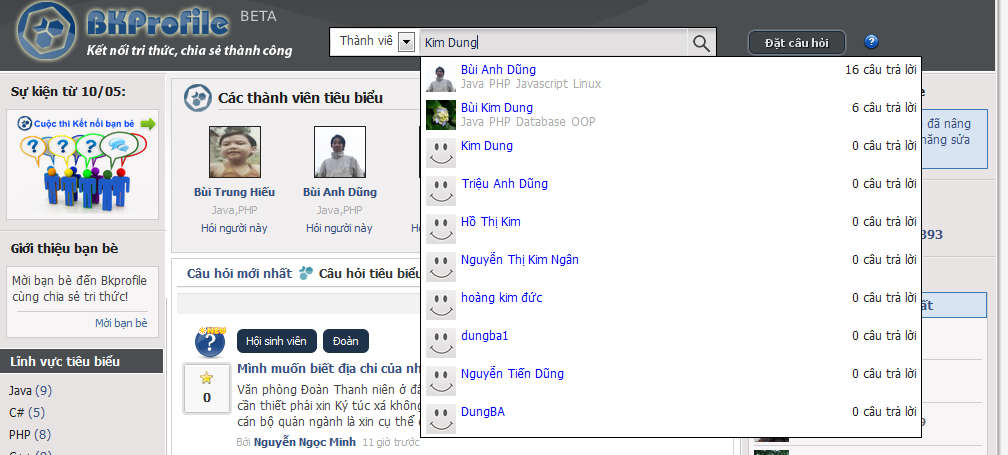 BKProfile BETA
Kết nối tri thức, chia sẻ thành công
Thành viê
Kim Dung
Đặt câu hỏi
?
Bùi Anh Dũng 16 câu trả lời
Java PHP Javascript Linux
Bùi Kim Dung 6 câu trả lời
Java PHP Database OOP
Kim Dung 0 câu trả lời
Triệu Anh Dũng 0 câu trả lời
Hồ Thị Kim 0 câu trả lời
Nguyễn Thị Kim Ngân 0 câu trả lời
hoàng kim đức 0 câu trả lời
dungba1 0 câu trả lời
Nguyễn Tiến Dũng 0 câu trả lời
DungBA 0 câu trả lời
Sự kiện từ 10/05:
Cuộc thi Kết nối bạn bè
Giới thiệu bạn bè
Mời bạn bè đến Bkprofile
cùng chia sẻ tri thức!
Mời bạn bè
Lĩnh vực tiêu biểu
Java (9)
C# (5)
PHP (8)
Các thành viên tiêu biểu
Bùi Trung Hiếu
Java,PHP
Hỏi người này
Bùi Anh Dũng
Java,PHP
Hỏi người này
Câu hỏi mới nhất Câu hỏi tiêu biểu
NEW
Hội sinh viên Đoàn
0
Mình muốn biết địa chỉ của nh
Văn phòng Đoàn Thanh niên ở đâ
cần thiết phải xin Ký túc xá không
cán bộ quản ngành là xin cụ thể
Bởi Nguyễn Ngọc Minh 11 giờ trước
đã nâng
năng sửa
393